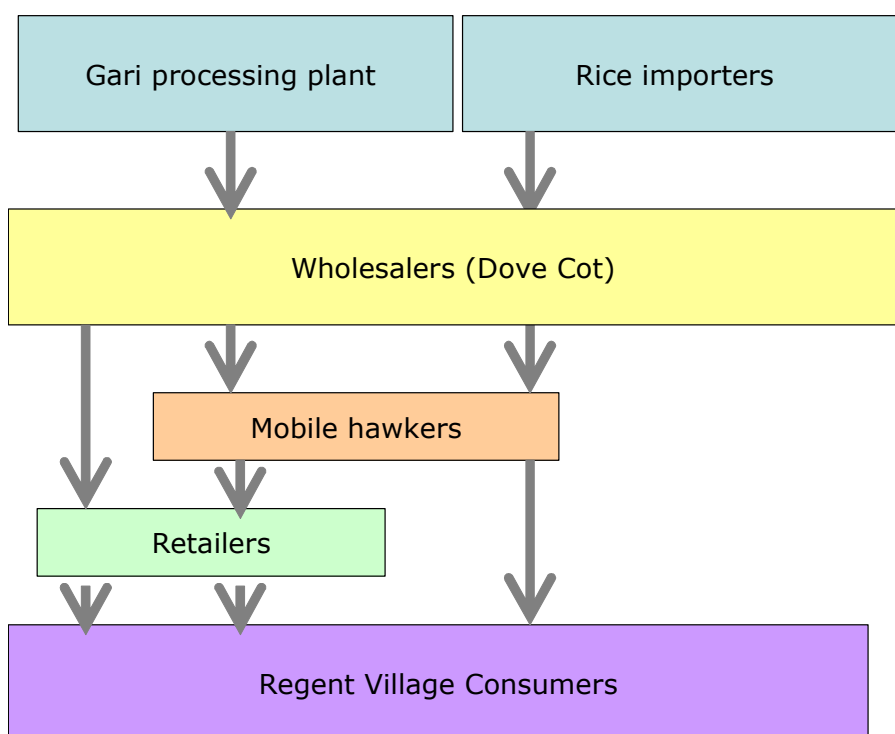 Gari processing plant
Rice importers
Wholesalers (Dove Cot)
Mobile hawkers
Retailers
Regent Village Consumers